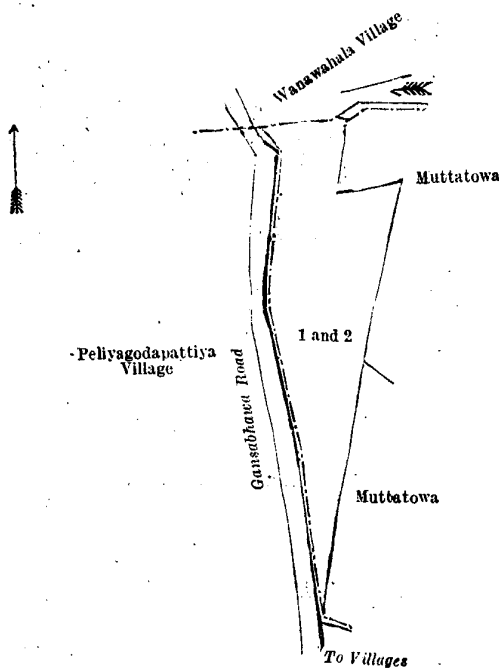 Wanawahala Village
Muttatowa
1 and 2
Peliyagodapattiya
Village
Gansabhawa Road
Muttatowa
To Villages